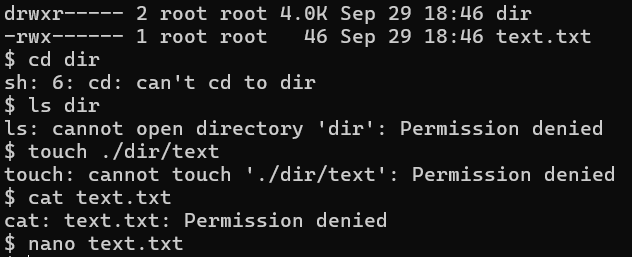 drwxr----- 2 root root 4.0K Sep 29 18:46 dir
-rwx------ 1 root root   46 Sep 29 18:46 text.txt
$ cd dir
sh: 6: cd: can't cd to dir
$ ls dir
ls: cannot open directory 'dir': Permission denied
$ touch ./dir/text
touch: cannot touch './dir/text': Permission denied
$ cat text.txt
cat: text.txt: Permission denied
$ nano text.txt